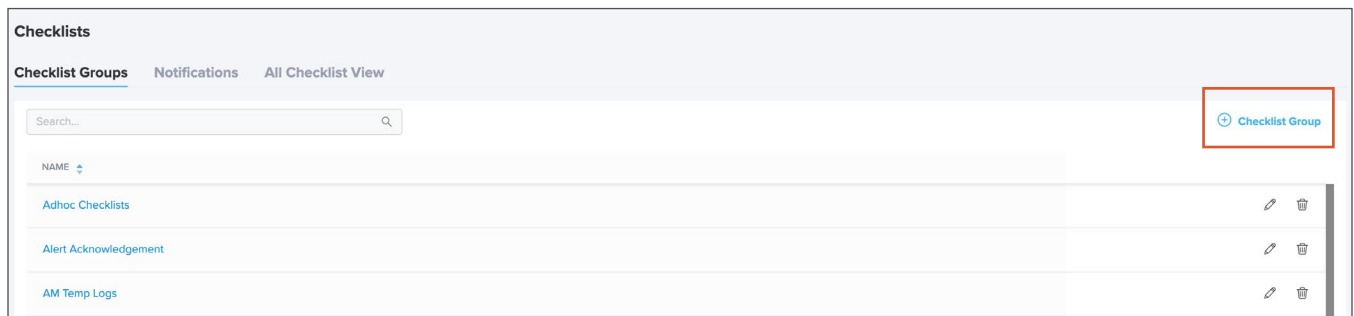 Checklists
Checklist Groups Notifications All Checklist View
Search... Checklist Group
NAME
Adhoc Checklists
Alert Acknowledgement
AM Temp Logs